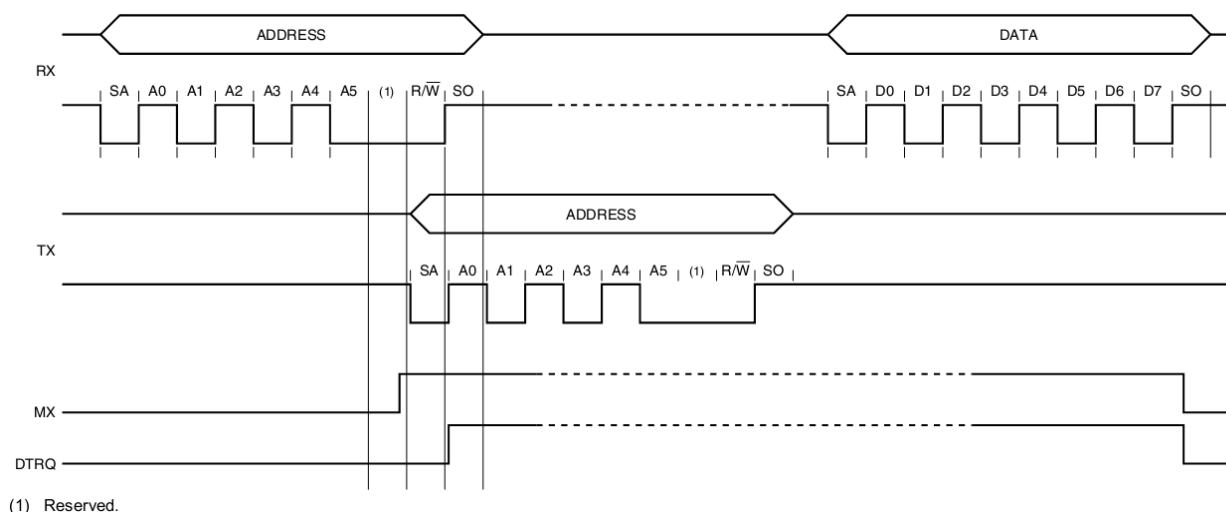 ADDRESS DATA
RX
SA A0 A1 A2 A3 A4 A5 (1) R/W̅ SO SA D0 D1 D2 D3 D4 D5 D6 D7 SO
ADDRESS
TX
SA A0 A1 A2 A3 A4 A5 (1) R/W̅ SO
MX
DTRQ
(1) Reserved.